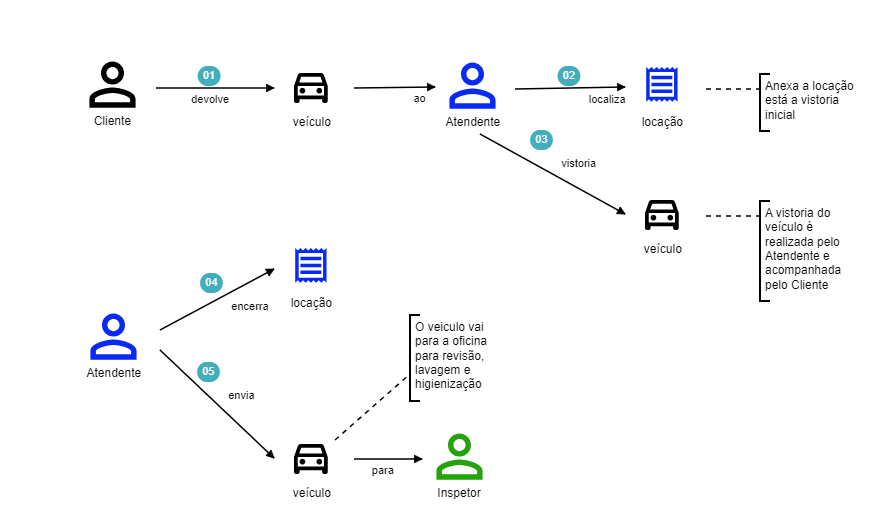 01
devolve
Cliente
veículo
ao
Atendente
02
localiza
locação
Anexa a locação
está a vistoria
inicial
03
vistoria
veículo
A vistoria do
veículo é
realizada pelo
Atendente e
acompanhada
pelo Cliente
04
encerra
locação
Atendente
05
envia
O veiculo vai
para a oficina
para revisão,
lavagem e
higienização
veículo
para
Inspetor